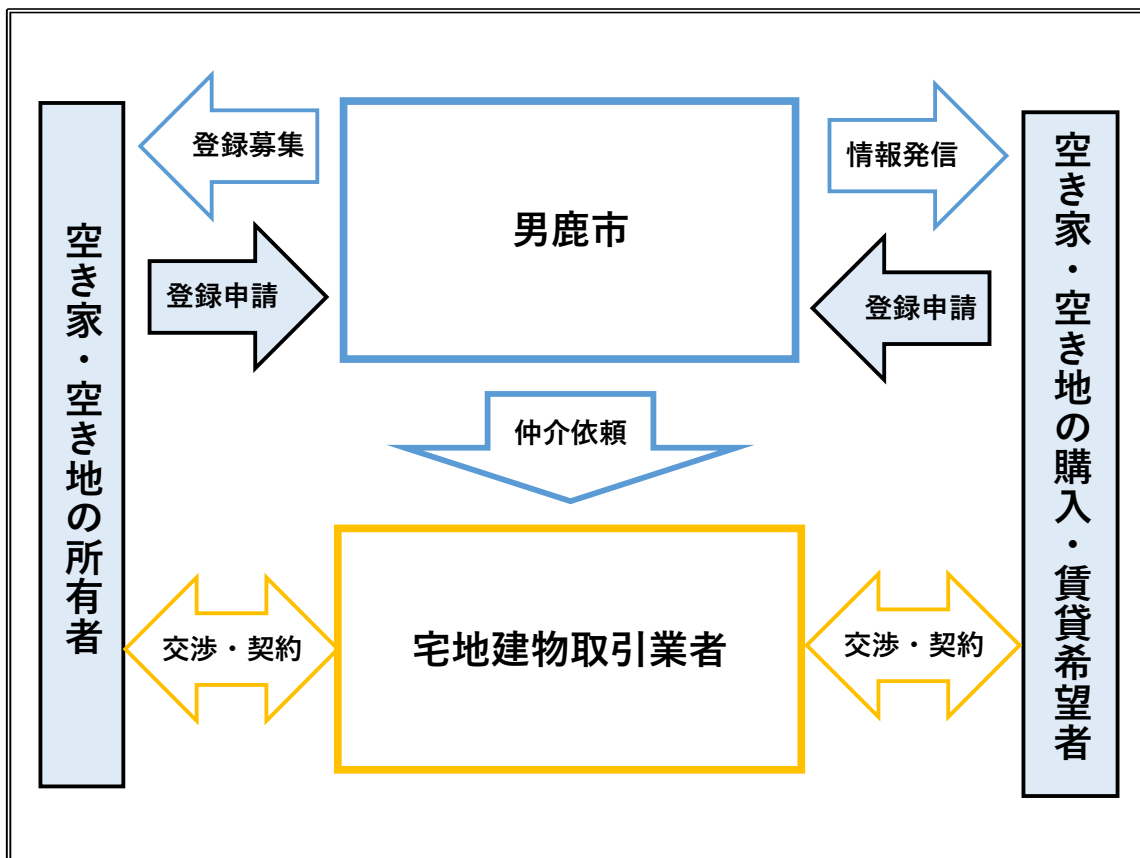 空き家・空き地の所有者
登録募集
登録申請
男鹿市
情報発信
登録申請
空き家・空き地の購入・賃貸希望者
仲介依頼
交渉・契約
宅地建物取引業者
交渉・契約